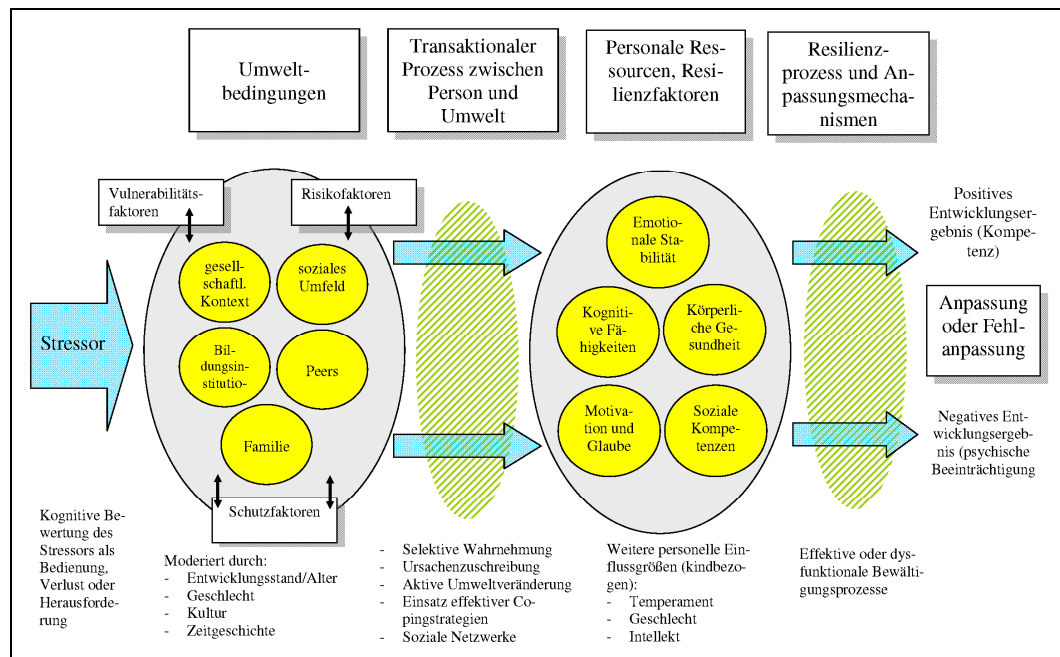 Umwelt-
bedingungen
Transaktionaler
Prozess zwischen
Person und
Umwelt
Personale Res-
sourcen, Resi-
lienzfaktoren
Resilienz-
prozess und An-
passungsmecha-
nismen
Vulnerabilitäts-
faktoren
Risikofaktoren
gesell-
schaftl.
Kontext
soziales
Umfeld
Bil-
dungsin-
stitutio-
Peers
Familie
Schutzfaktoren
Stressor
Emotio-
nale Sta-
bilität
Kogniti-
ve Fä-
higkeiten
Körperli-
che Ge-
sundheit
Motiva-
tion und
Glaube
Soziale
Kompe-
tenzen
Positives
Entwicklungser-
gebnis (Kompe-
tenz)
Anpassung
oder Fehl-
anpassung
Negatives Ent-
wicklungsergeb-
nis (psychische
Beeinträchtigung
Kognitive Be-
wertung des
Stressors als
Bedienung,
Verlust oder
Herausforde-
rung
Moderiert durch:
- Entwicklungsstand/Alter
- Geschlecht
- Kultur
- Zeitgeschichte
- Selektive Wahrnehmung
- Ursachenzuschreibung
- Aktive Umweltveränderung
- Einsatz effektiver Co-
pingstrategien
- Soziale Netzwerke
Weitere personelle Ein-
flussgrößen (kindbezo-
gen):
- Temperament
- Geschlecht
- Intellekt
Effektive oder dys-
funktionale Bewälti-
gungsprozesse